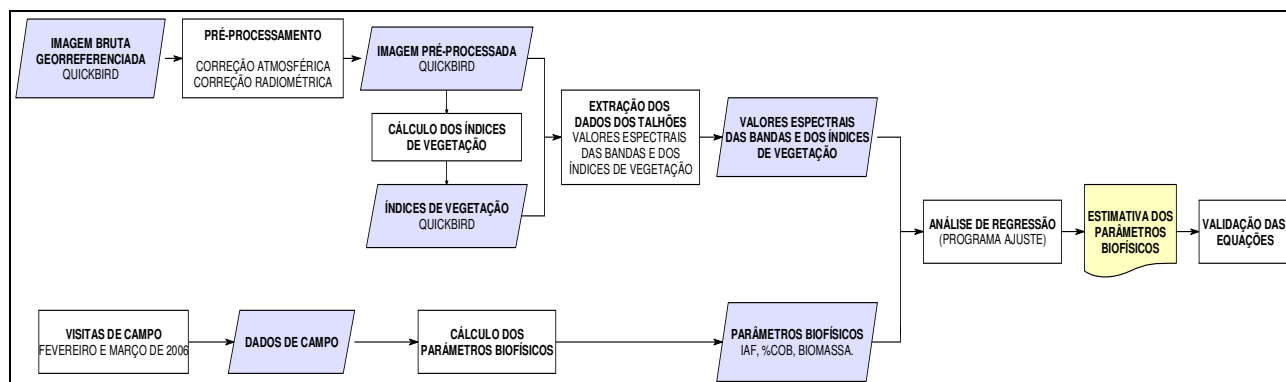 IMAGEM BRUTA
GEORREFERENCIADA
QUICKBIRD
PRÉ-PROCESSAMENTO
CORREÇÃO ATMOSFÉRICA
CORREÇÃO RADIOMÉTRICA
IMAGEM PRÉ-PROCESSADA
QUICKBIRD
CÁLCULO DOS ÍNDICES
DE VEGETAÇÃO
ÍNDICES DE VEGETAÇÃO
QUICKBIRD
EXTRAÇÃO DOS
DADOS DOS TALHÕES
VALORES ESPECTRAIS
DAS BANDAS E DOS
ÍNDICES DE VEGETAÇÃO
VALORES ESPECTRAIS
DAS BANDAS E DOS ÍNDICES
DE VEGETAÇÃO
VISITAS DE CAMPO
FEVEREIRO E MARÇO DE 2006
DADOS DE CAMPO
CÁLCULO DOS
PARÂMETROS BIOFÍSICOS
PARÂMETROS BIOFÍSICOS
IAF, %COB, BIOMASSA.
ANÁLISE DE REGRESSÃO
(PROGRAMA AJUSTE)
ESTIMATIVA DOS
PARÂMETROS
BIOFÍSICOS
VALIDAÇÃO DAS
EQUAÇÕES